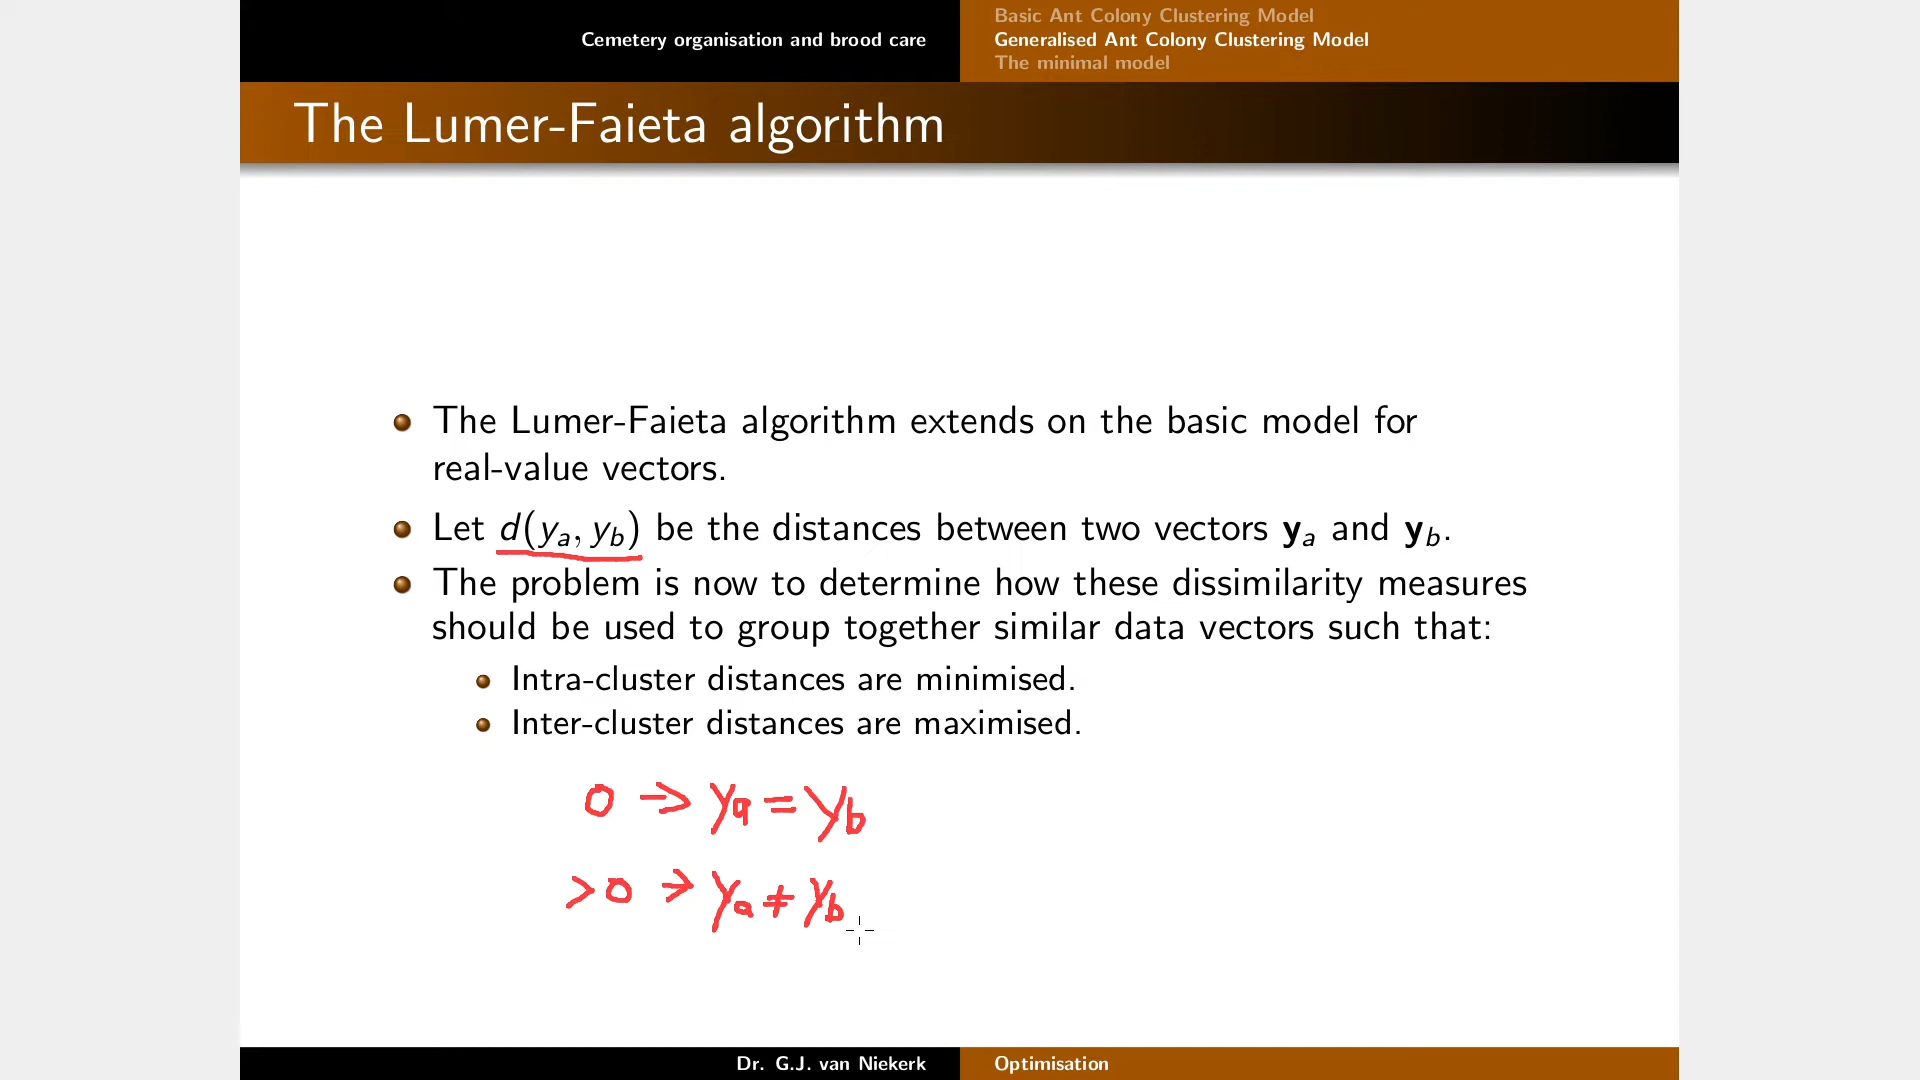 Cemetery organisation and brood care
Basic Ant Colony Clustering Model
Generalised Ant Colony Clustering Model
The minimal model
The Lumer-Faieta algorithm
The Lumer-Faieta algorithm extends on the basic model for
real-value vectors.
Let d(yₐ, y_b) be the distances between two vectors yₐ and y_b.
The problem is now to determine how these dissimilarity measures
should be used to group together similar data vectors such that:
Intra-cluster distances are minimised.
Inter-cluster distances are maximised.
0 → yₐ = y_b
>0 → yₐ ≠ y_b
Dr. G.J. van Niekerk
Optimisation